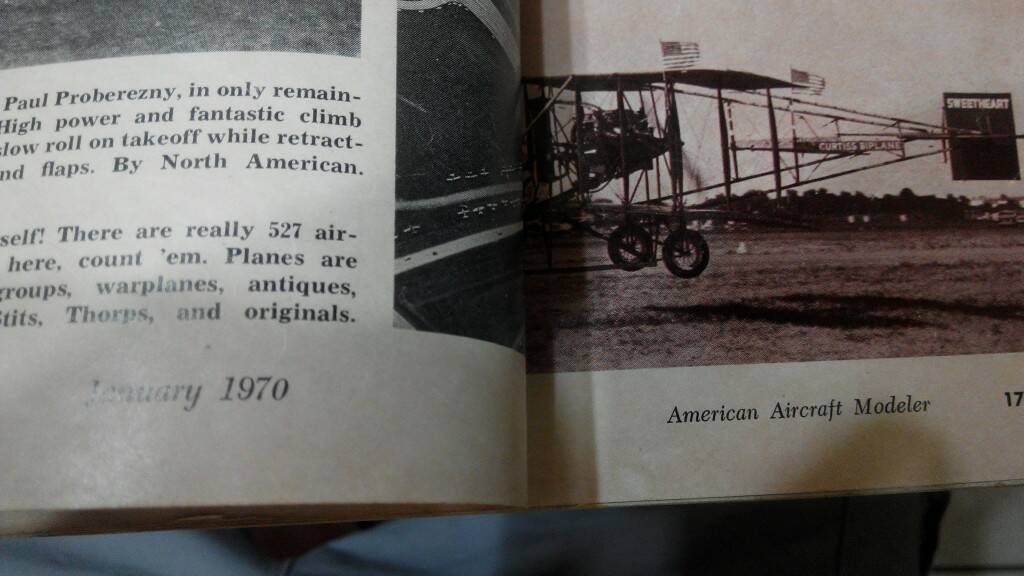 Paul Proberezny, in only remain-
High power and fantastic climb
slow roll on takeoff while retract-
nd flaps. By North American.
self! There are really 527 air-
here, count 'em. Planes are
groups, warplanes, antiques,
Stits, Thorps, and originals.
January 1970
SWEETHEART
CURTISS BIPLANE
American Aircraft Modeler
17